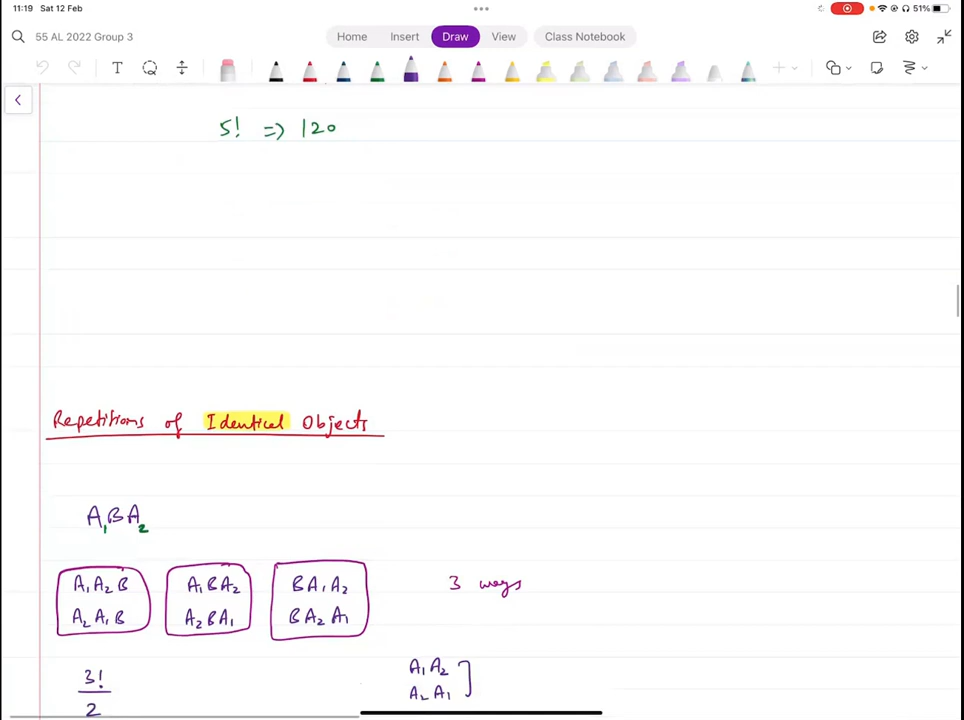 11:19 Sat 12 Feb
51%
55 AL 2022 Group 3
Home Insert Draw View Class Notebook
5! => 120
Repetitions of Identical Objects
A₁BA₂
A₁A₂B A₁BA₂ BA₁A₂ 3 ways
A₂A₁B A₂BA₁ BA₂A₁
A₁A₂
3!
A₂A₁
2